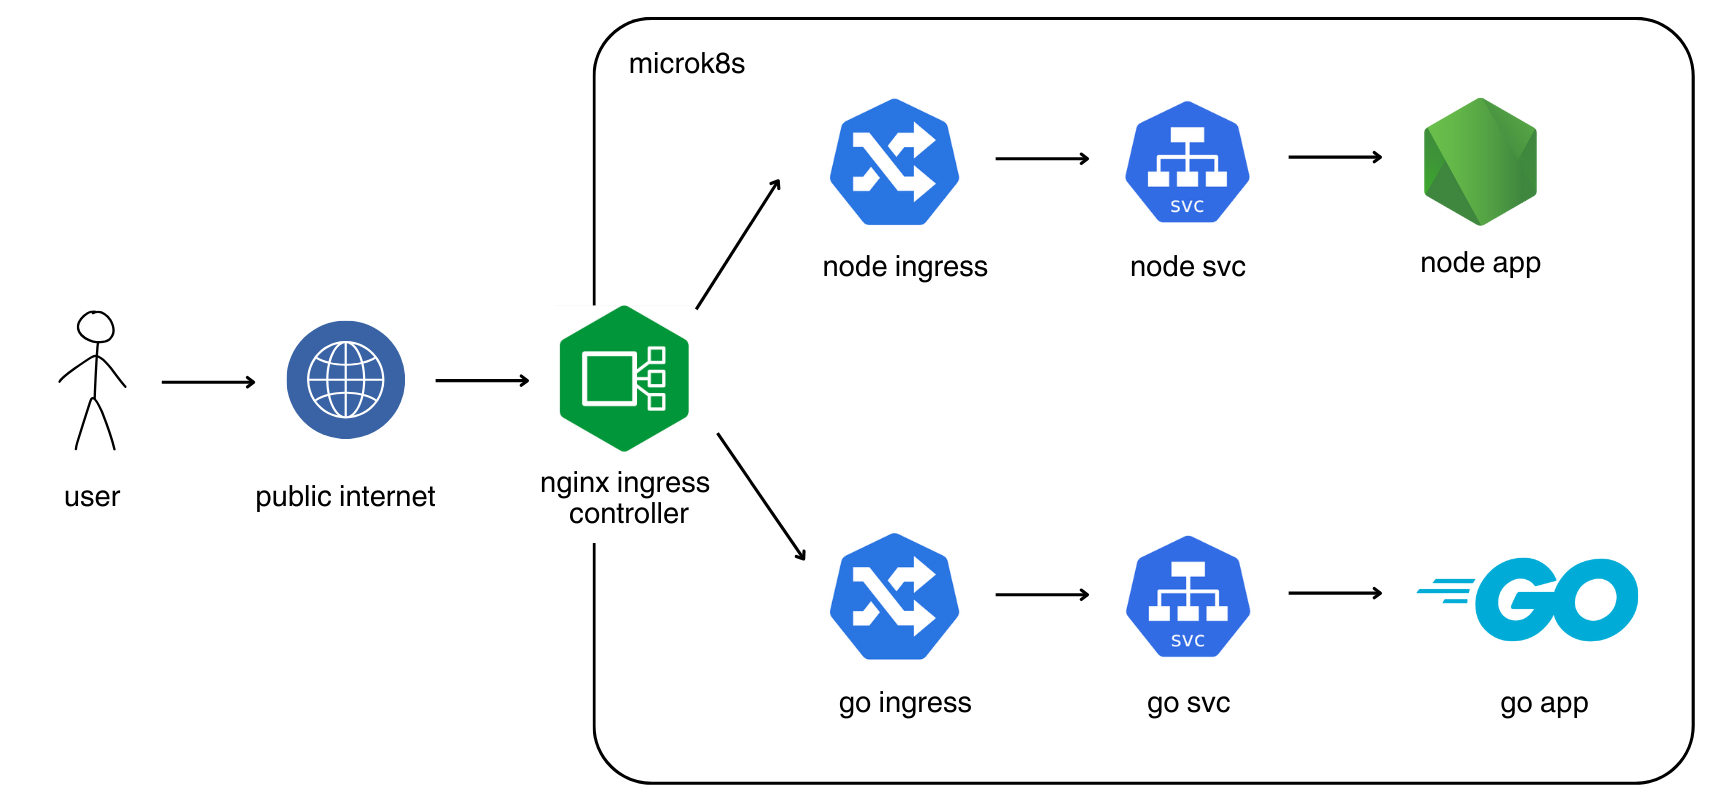 microk8s
svc
node ingress
node svc
node app
user
public internet
nginx ingress
controller
svc
GO
go ingress
go svc
go app